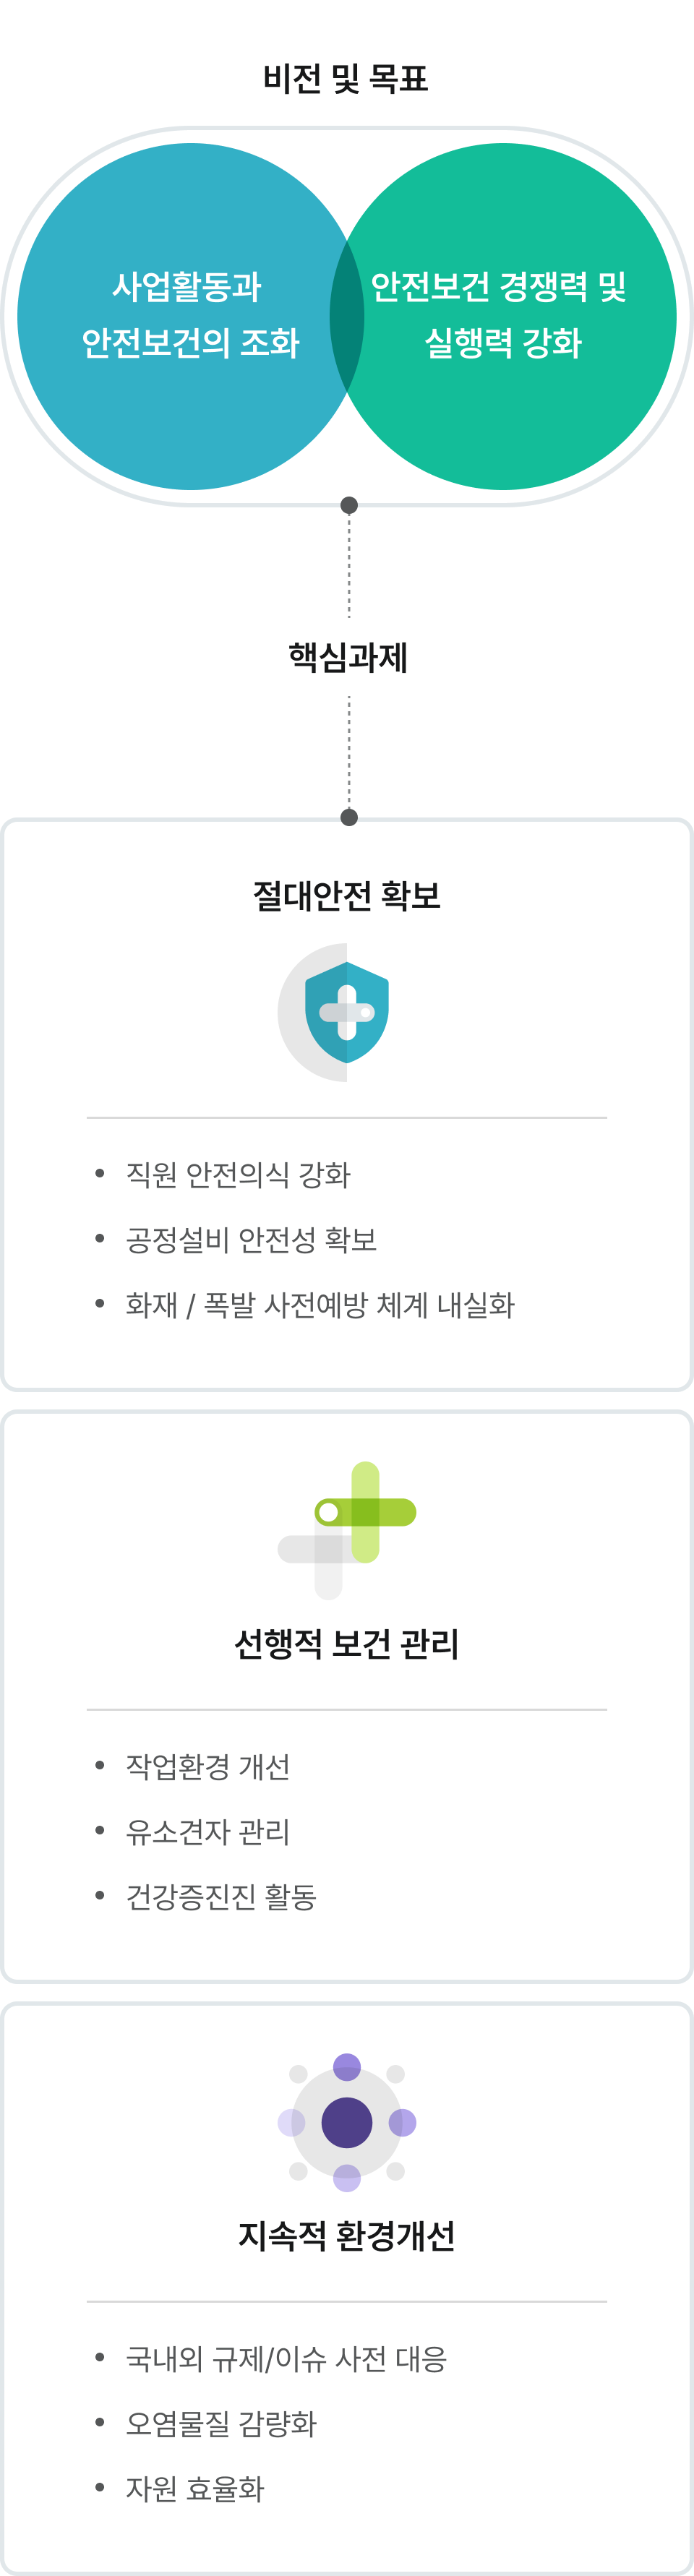 비전 및 목표
사업활동과
안전보건의 조화
안전보건 경쟁력 및
실행력 강화
핵심과제
절대안전 확보
• 직원 안전의식 강화
• 공정설비 안전성 확보
• 화재 / 폭발 사전예방 체계 내실화
선행적 보건 관리
• 작업환경 개선
• 유소견자 관리
• 건강증진진 활동
지속적 환경개선
• 국내외 규제/이슈 사전 대응
• 오염물질 감량화
• 자원 효율화